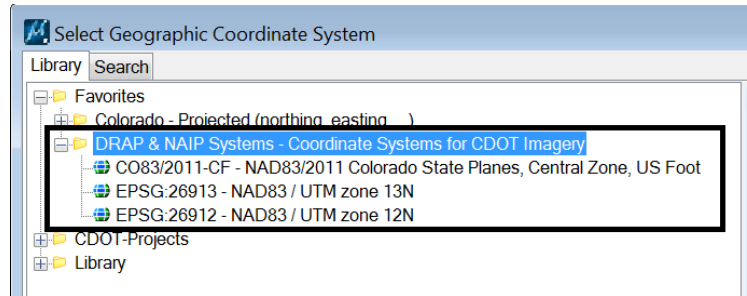 Select Geographic Coordinate System
Library Search
Favorites
Colorado - Projected (northing, easting, ...)
DRAP & NAIP Systems - Coordinate Systems for CDOT Imagery
CO83/2011-CF - NAD83/2011 Colorado State Planes, Central Zone, US Foot
EPSG:26913 - NAD83 / UTM zone 13N
EPSG:26912 - NAD83 / UTM zone 12N
CDOT-Projects
Library